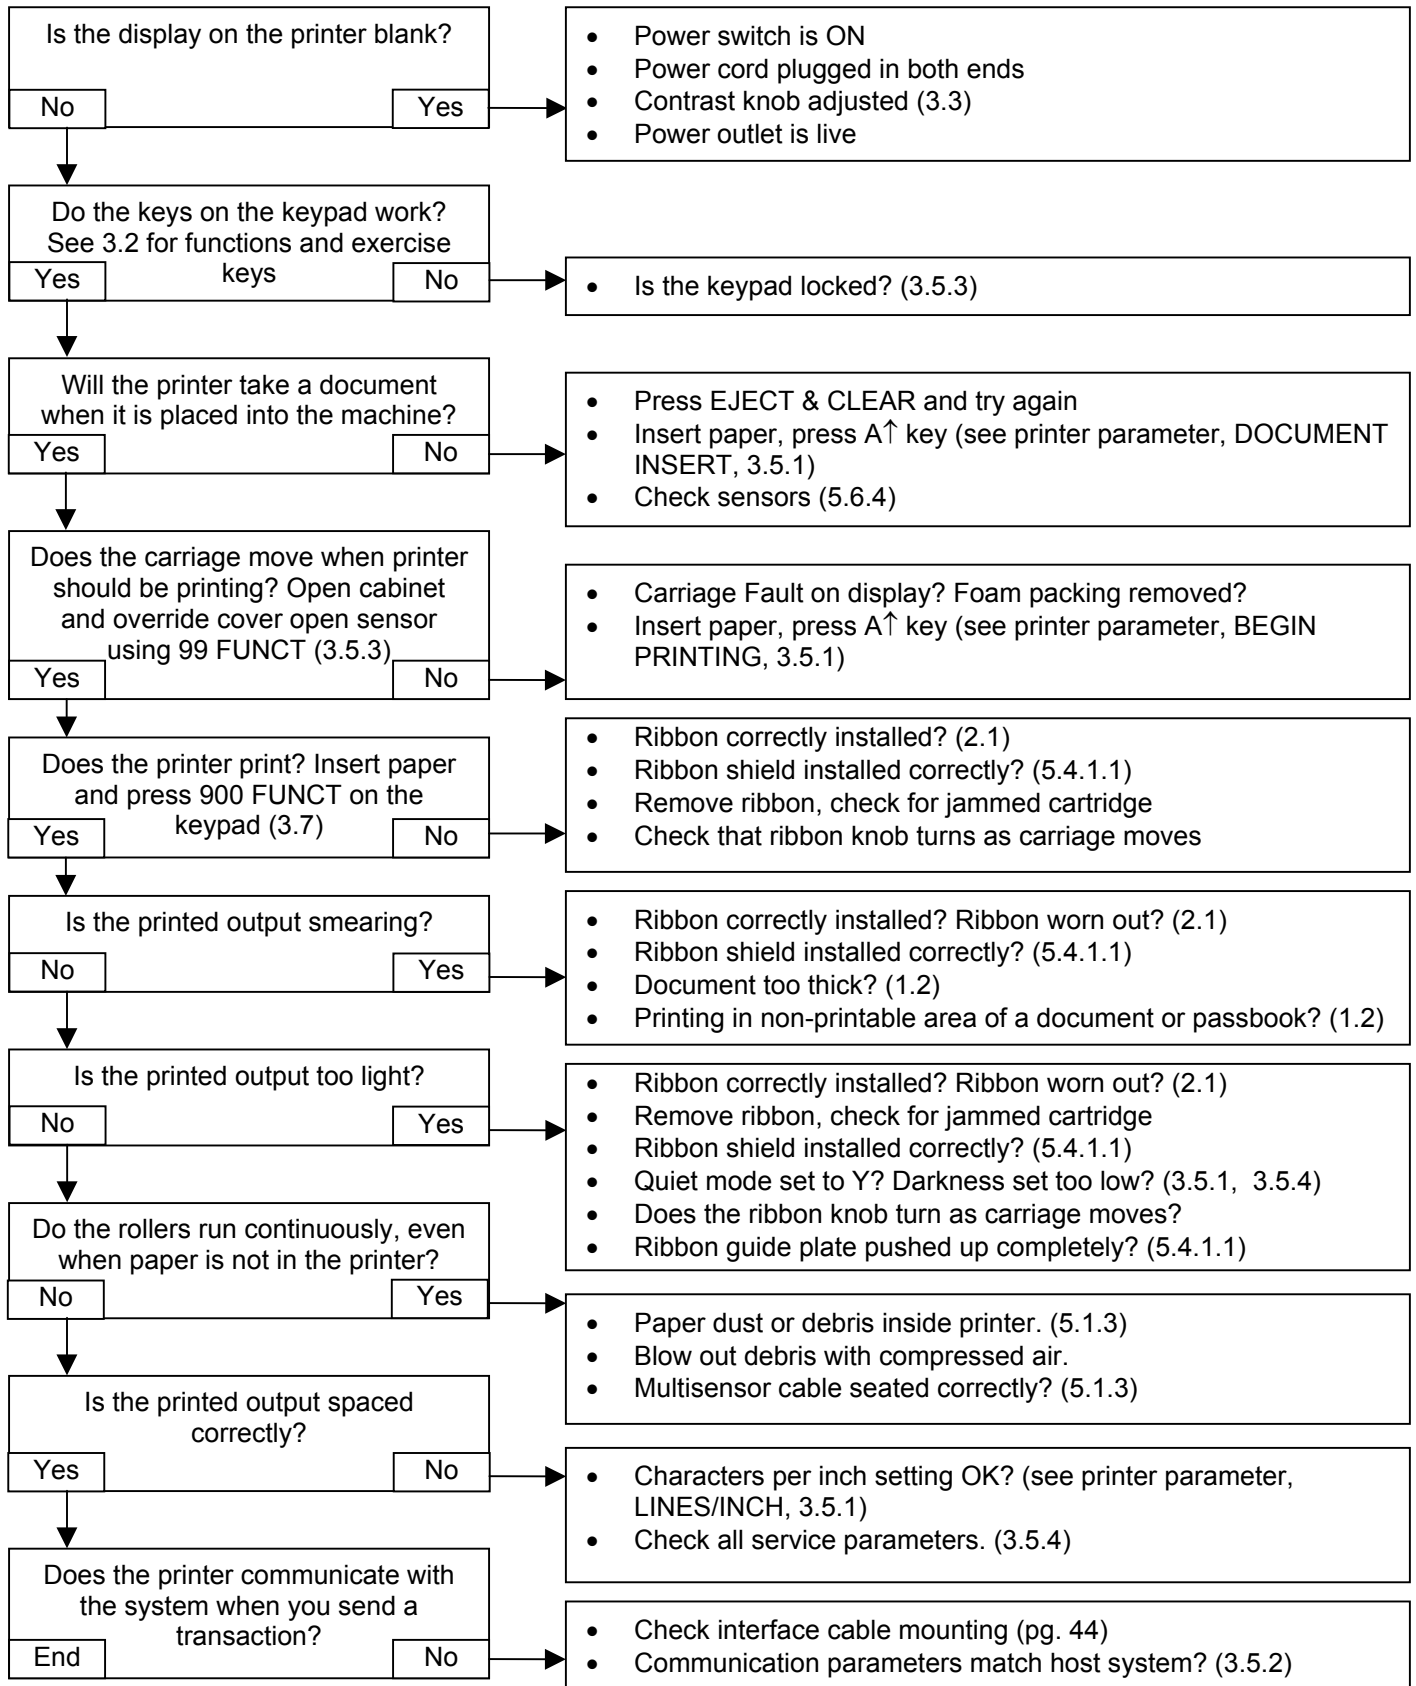 Is the display on the printer blank?
No
Yes
• Power switch is ON
• Power cord plugged in both ends
• Contrast knob adjusted (3.3)
• Power outlet is live
Do the keys on the keypad work?
See 3.2 for functions and exercise
keys
Yes
No
• Is the keypad locked? (3.5.3)
Will the printer take a document
when it is placed into the machine?
Yes
No
• Press EJECT & CLEAR and try again
• Insert paper, press A↑ key (see printer parameter, DOCUMENT
INSERT, 3.5.1)
• Check sensors (5.6.4)
Does the carriage move when printer
should be printing? Open cabinet
and override cover open sensor
using 99 FUNCT (3.5.3)
Yes
No
• Carriage Fault on display? Foam packing removed?
• Insert paper, press A↑ key (see printer parameter, BEGIN
PRINTING, 3.5.1)
Does the printer print? Insert paper
and press 900 FUNCT on the
keypad (3.7)
Yes
No
• Ribbon correctly installed? (2.1)
• Ribbon shield installed correctly? (5.4.1.1)
• Remove ribbon, check for jammed cartridge
• Check that ribbon knob turns as carriage moves
Is the printed output smearing?
No
Yes
• Ribbon correctly installed? Ribbon worn out? (2.1)
• Ribbon shield installed correctly? (5.4.1.1)
• Document too thick? (1.2)
• Printing in non-printable area of a document or passbook? (1.2)
Is the printed output too light?
No
Yes
• Ribbon correctly installed? Ribbon worn out? (2.1)
• Remove ribbon, check for jammed cartridge
• Ribbon shield installed correctly? (5.4.1.1)
• Quiet mode set to Y? Darkness set too low? (3.5.1, 3.5.4)
• Does the ribbon knob turn as carriage moves?
• Ribbon guide plate pushed up completely? (5.4.1.1)
Do the rollers run continuously, even
when paper is not in the printer?
No
Yes
• Paper dust or debris inside printer. (5.1.3)
• Blow out debris with compressed air.
• Multisensor cable seated correctly? (5.1.3)
Is the printed output spaced
correctly?
Yes
No
• Characters per inch setting OK? (see printer parameter,
LINES/INCH, 3.5.1)
• Check all service parameters. (3.5.4)
Does the printer communicate with
the system when you send a
transaction?
End
No
• Check interface cable mounting (pg. 44)
• Communication parameters match host system? (3.5.2)